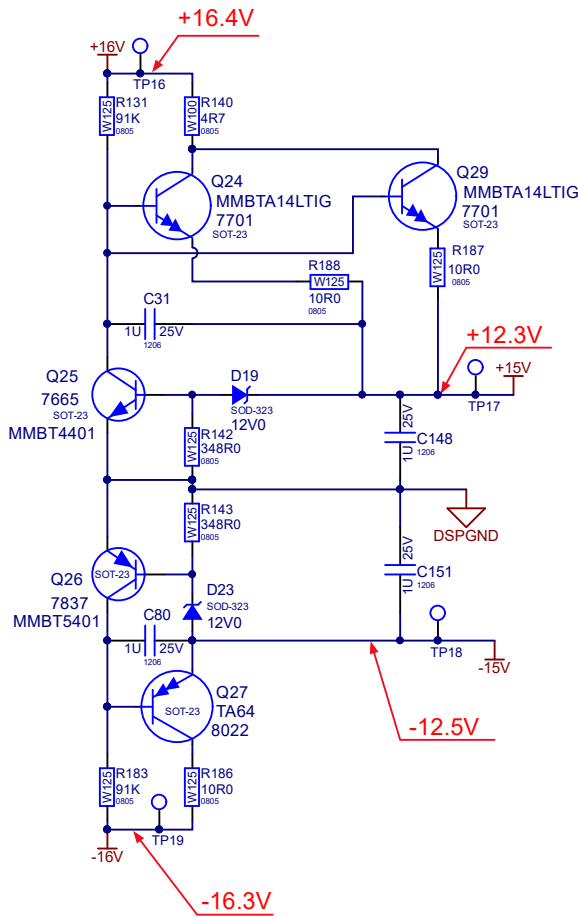 +16.4V
+16V
TP16
R131
91K
0805
W125
R140
4R7
0805
W100
Q24
MMBTA14LTIG
7701
SOT-23
Q29
MMBTA14LTIG
7701
SOT-23
R187
10R0
0805
W125
R188
W125
10R0
0805
C31
1U
25V
1206
+12.3V
+15V
TP17
Q25
7665
SOT-23
MMBT4401
D19
SOD-323
12V0
R142
348R0
0805
W125
25V
C148
1U
1206
R143
348R0
0805
W125
DSPGND
Q26
SOT-23
7837
MMBT5401
D23
SOD-323
12V0
25V
C151
1U
1206
C80
1U
25V
1206
TP18
-15V
Q27
SOT-23
TA64
8022
-12.5V
R183
91K
0805
W125
R186
10R0
0805
W125
TP19
-16V
-16.3V